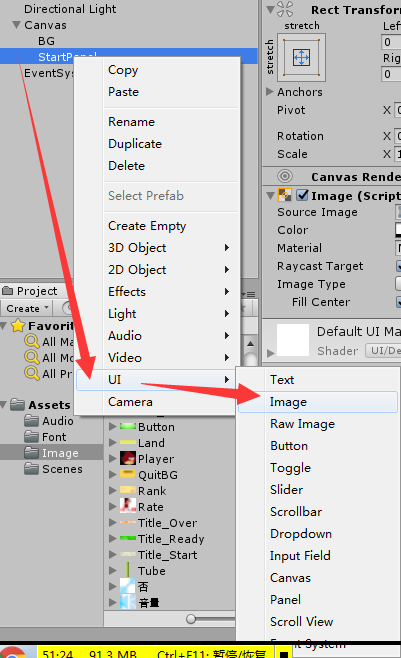 Directional Light
Canvas
BG
StartPanel
EventSys
Copy
Paste
Rename
Duplicate
Delete
Select Prefab
Create Empty
3D Object
2D Object
Effects
Light
Audio
Video
UI
Camera
Text
Image
Raw Image
Button
Toggle
Slider
Scrollbar
Dropdown
Input Field
Canvas
Panel
Scroll View
Event System
Rect Transfor
stretch
stretch
Left
0
Rig
0
Anchors
Pivot
X 0
Rotation
X 0
Scale
X 1
Canvas Rende
Image (Script
Source Image
Color
Material
Raycast Target
Image Type
Fill Center
Default UI Ma
Shader
UI/De
Project
Create
Favorit
All Ma
All Mo
All Pr
Assets
Audio
Font
Image
Scenes
Button
Land
Player
QuitBG
Rank
Rate
Title_Over
Title_Ready
Title_Start
Tube
否
音量
51:24
91.3 MB
Ctrl+F11: 暂停/恢复